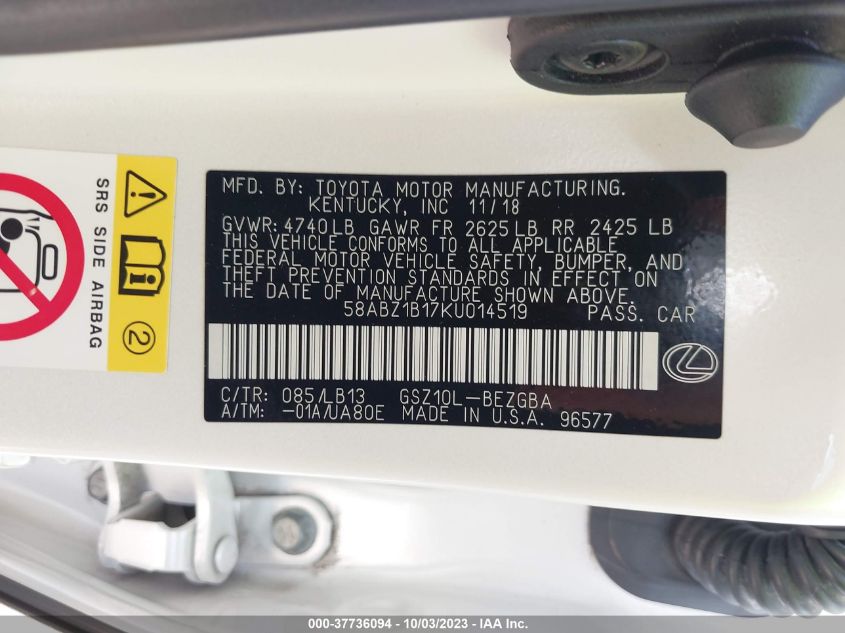 MFD. BY: TOYOTA MOTOR MANUFACTURING.
KENTUCKY, INC 11/18
GVWR: 4740LB GAWR FR 2625LB RR 2425 LB
THIS VEHICLE CONFORMS TO ALL APPLICABLE
FEDERAL MOTOR VEHICLE SAFETY, BUMPER, AND
THEFT PREVENTION STANDARDS IN EFFECT ON
THE DATE OF MANUFACTURE SHOWN ABOVE.
58ABZ1B17KU014519 PASS. CAR
C/TR: 085/LB13 GSZ10L-BEZGBA
A/TM: -01A/UA80E MADE IN U.S.A. 96577
SRS SIDE AIRBAG
2
000-37736094 - 10/03/2023 - IAA Inc.